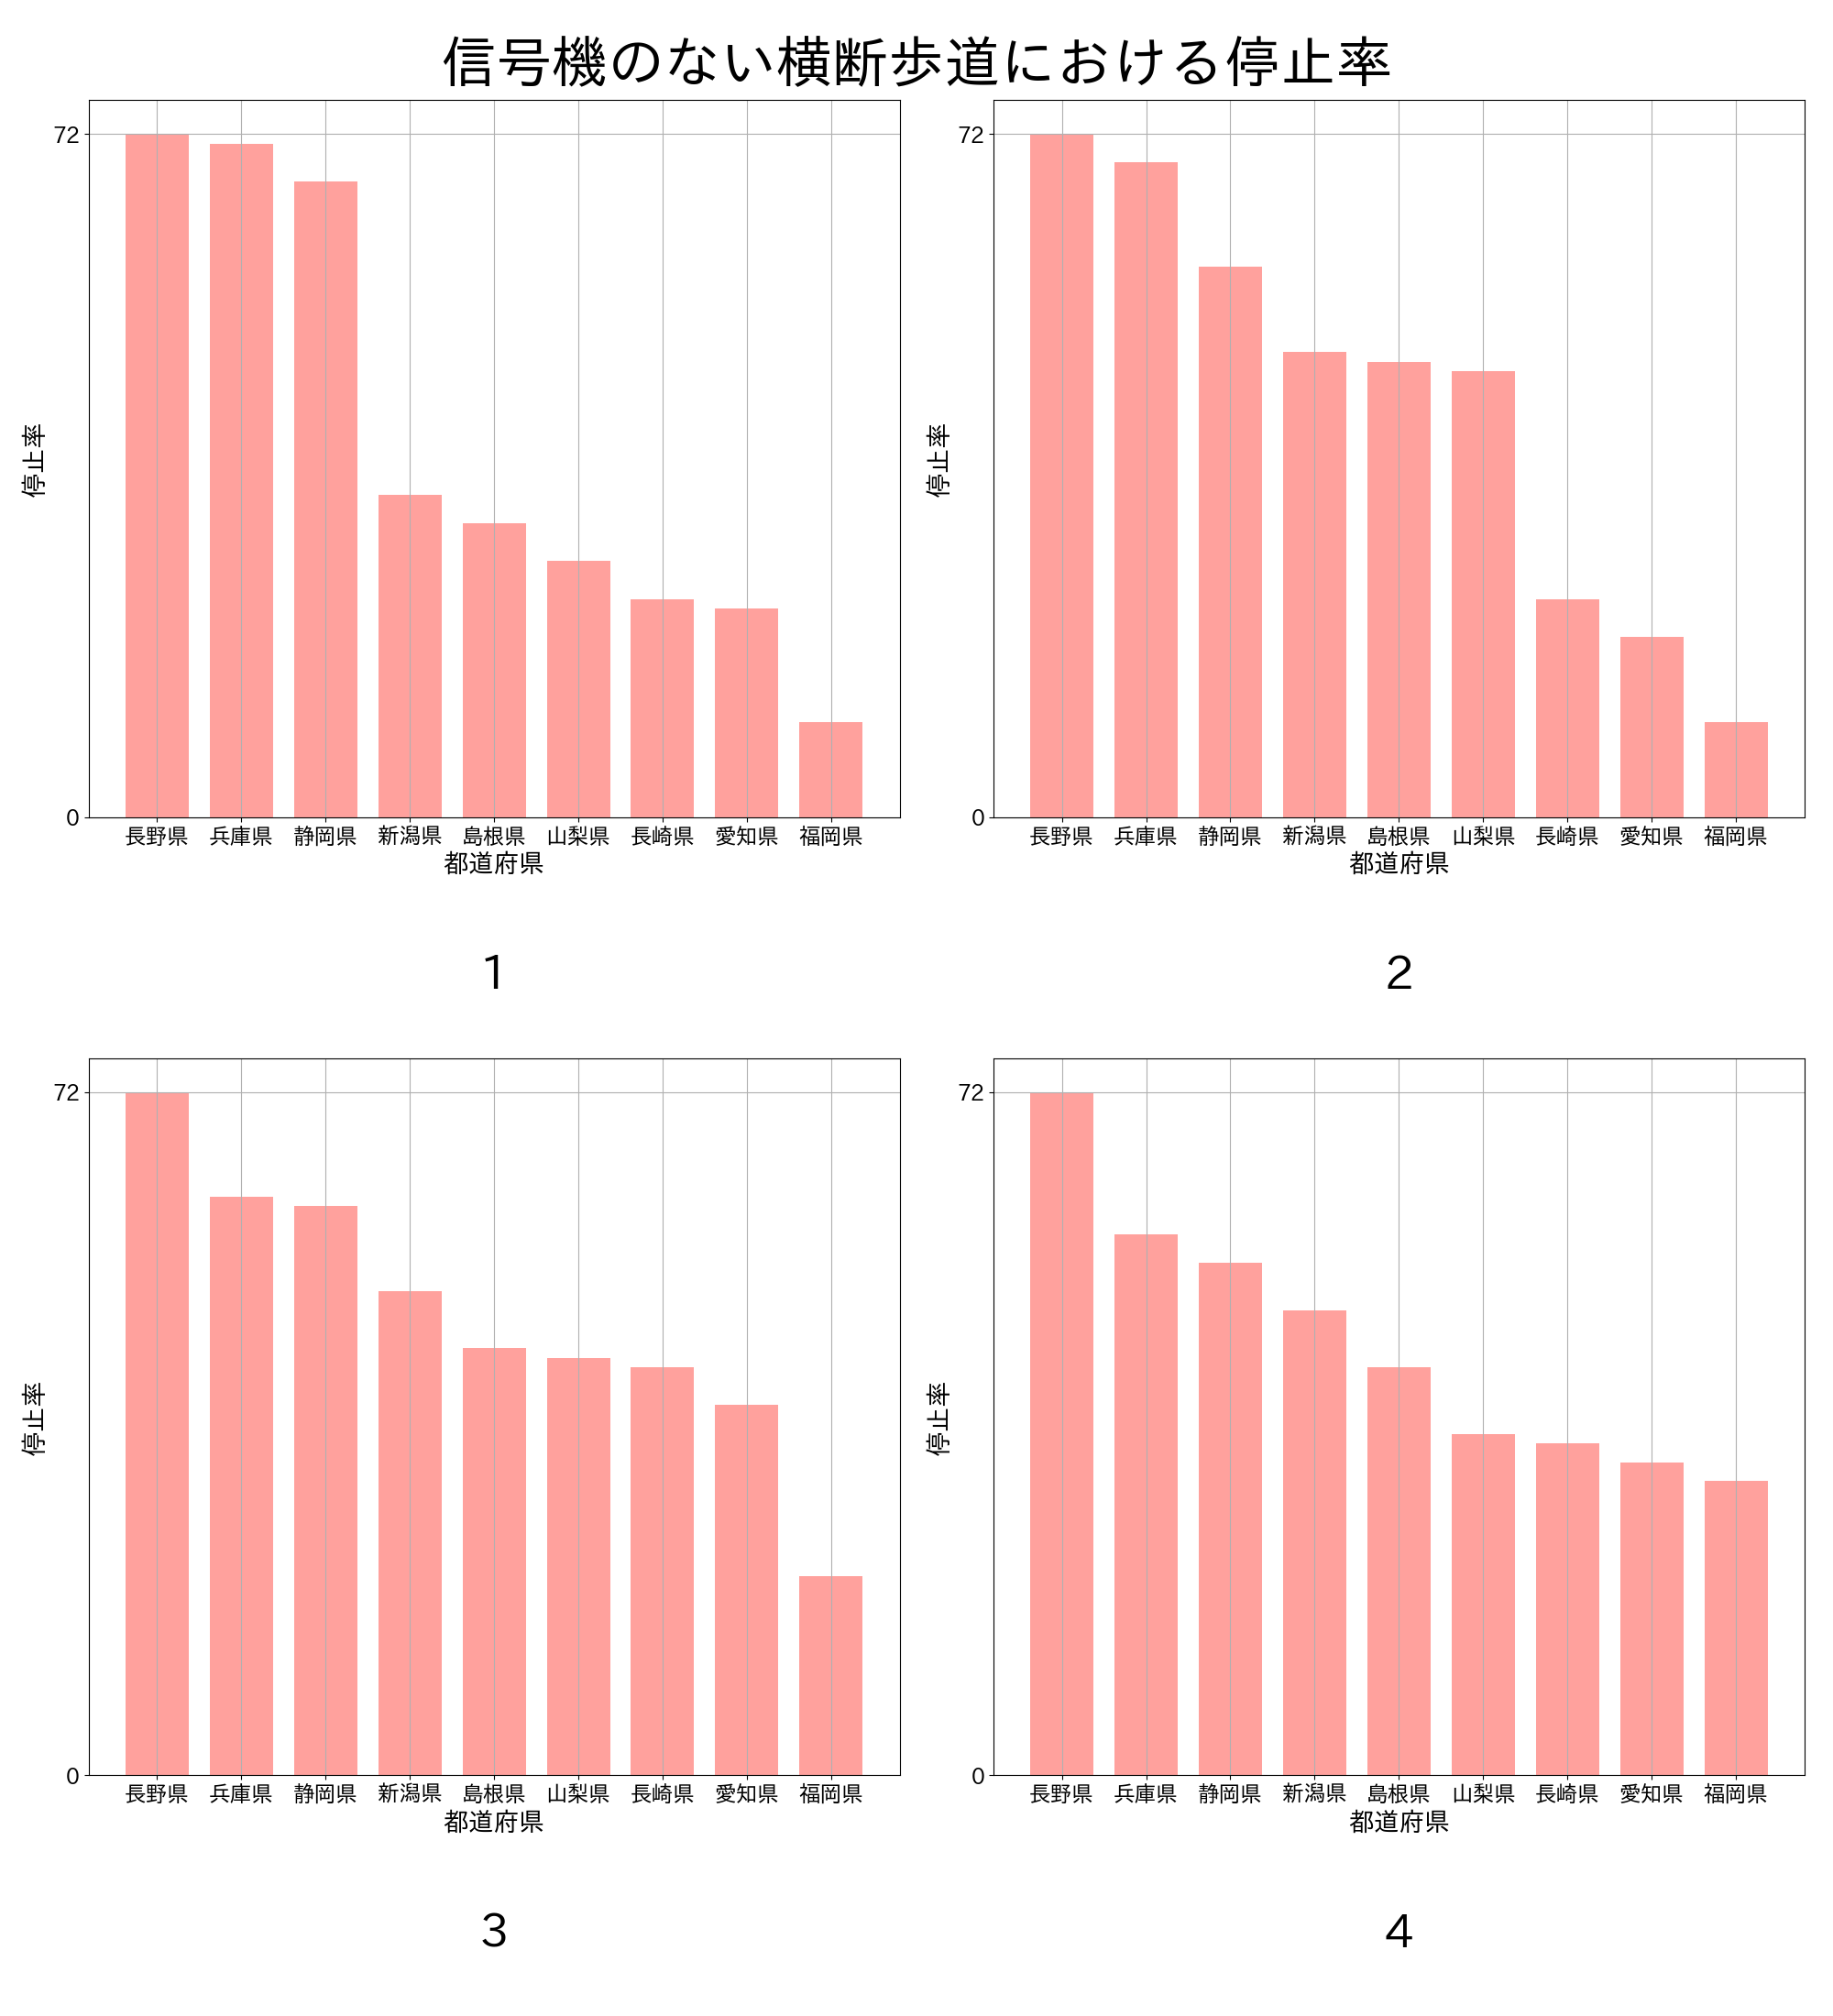 信号機のない横断歩道における停止率
72
0
停止率
長野県 兵庫県 静岡県 新潟県 島根県 山梨県 長崎県 愛知県 福岡県
都道府県
1
72
0
停止率
長野県 兵庫県 静岡県 新潟県 島根県 山梨県 長崎県 愛知県 福岡県
都道府県
2
72
0
停止率
長野県 兵庫県 静岡県 新潟県 島根県 山梨県 長崎県 愛知県 福岡県
都道府県
3
72
0
停止率
長野県 兵庫県 静岡県 新潟県 島根県 山梨県 長崎県 愛知県 福岡県
都道府県
4